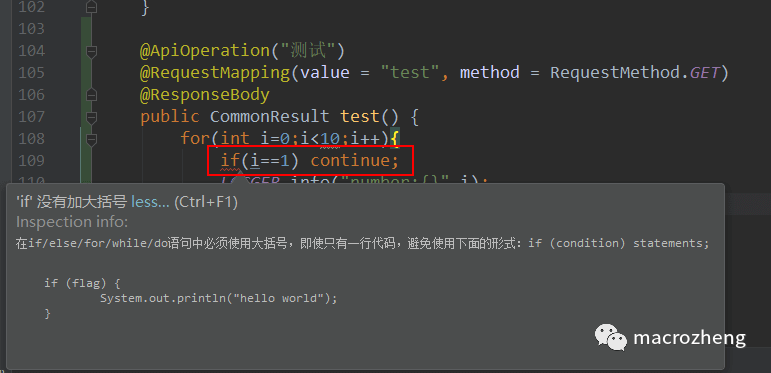 102 }
103
104 @ApiOperation("测试")
105 @RequestMapping(value = "test", method = RequestMethod.GET)
106 @ResponseBody
107 public CommonResult test() {
108 for(int i=0;i<10;i++){
109 if(i==1) continue;
110 LOGGER.info("number:{}",i);
'if' 没有加大括号 less... (Ctrl+F1)
Inspection info:
在if/else/for/while/do语句中必须使用大括号，即使只有一行代码，避免使用下面的形式：if (condition) statements;
if (flag) {
System.out.println("hello world");
}
macrozheng